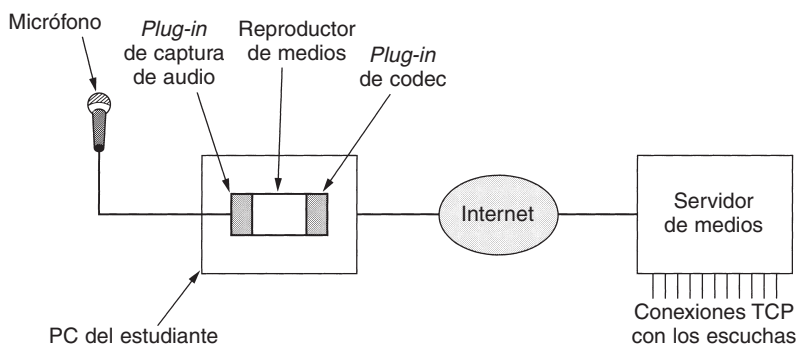 Micrófono
Plug-in
de captura
de audio
Reproductor
de medios
Plug-in
de codec
Internet
Servidor
de medios
PC del estudiante
Conexiones TCP
con los escuchas